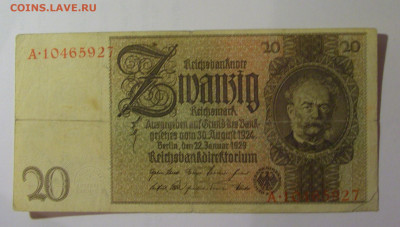 COINS.LAVE.RU
A·10465927
20
20
Reichsbanknote
Zwanzig
Reichsmark
Ausgegeben auf Grund des Bank-
gesetzes vom 30. August 1924
Berlin, den 22. Januar 1929
Reichsbankdirektorium
20
A·10465927